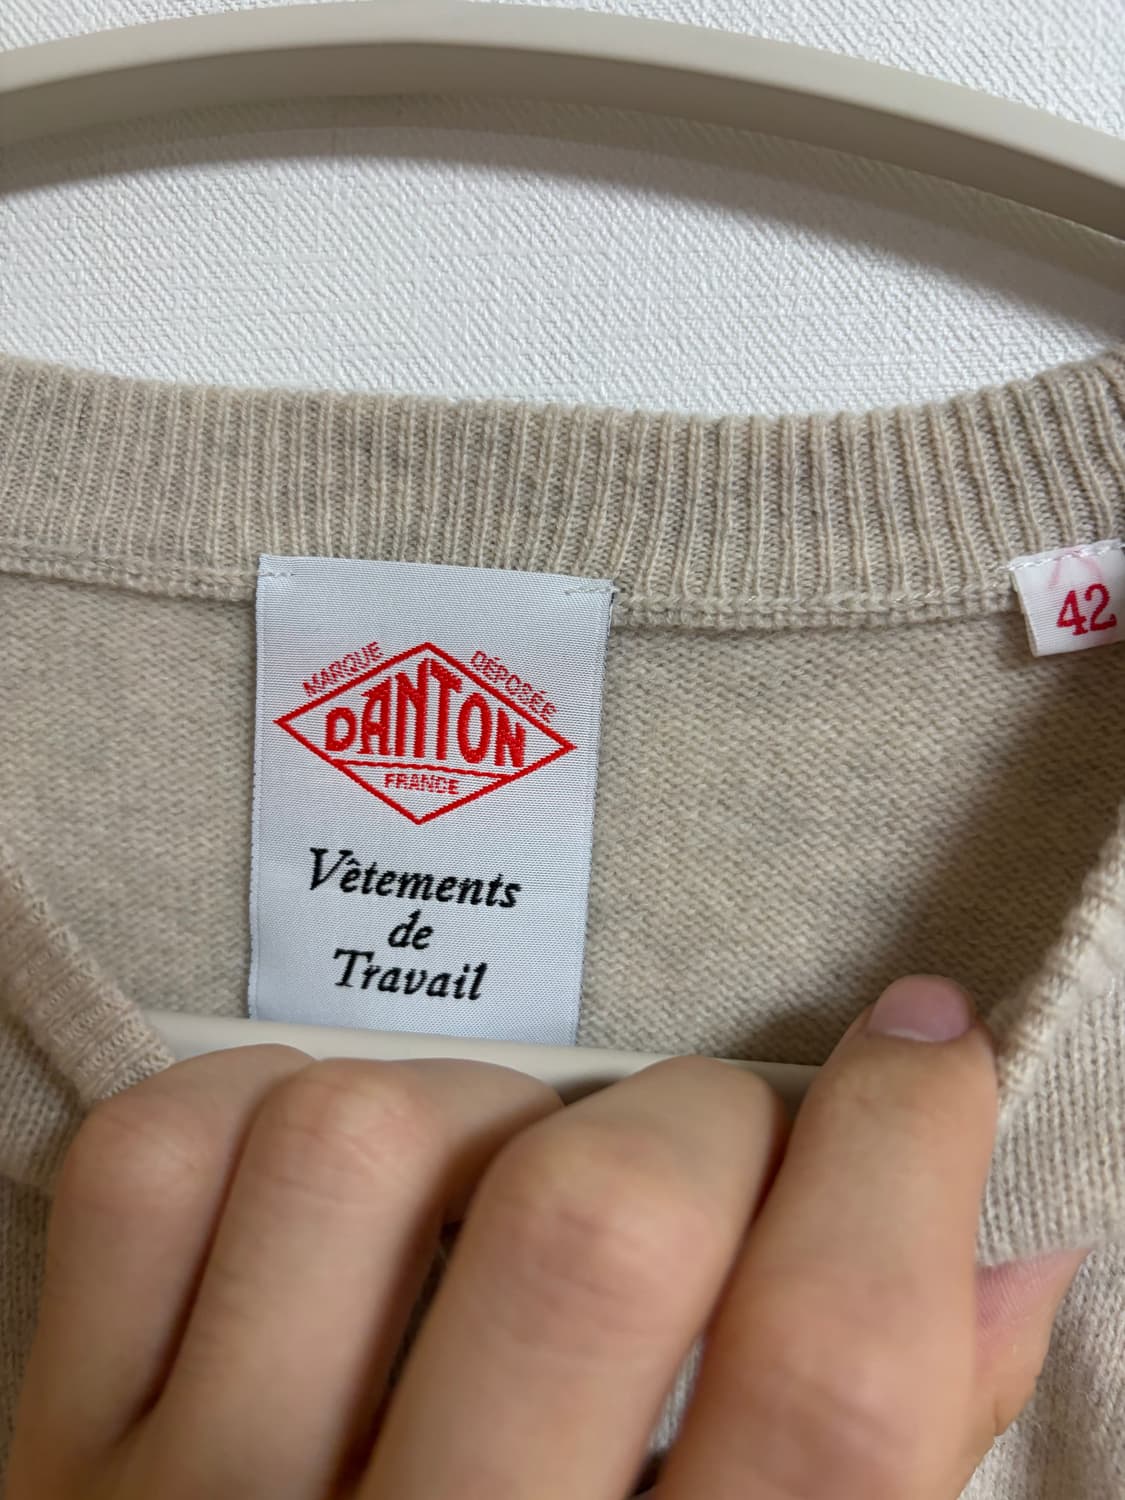 MARQUE DÉPOSÉE
DANTON
FRANCE
Vêtements
de
Travail
42